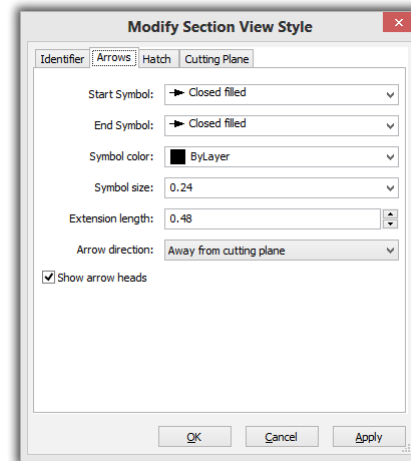 Modify Section View Style
Identifier Arrows Hatch Cutting Plane
Start Symbol: Closed filled
End Symbol: Closed filled
Symbol color: ByLayer
Symbol size: 0.24
Extension length: 0.48
Arrow direction: Away from cutting plane
Show arrow heads
OK Cancel Apply